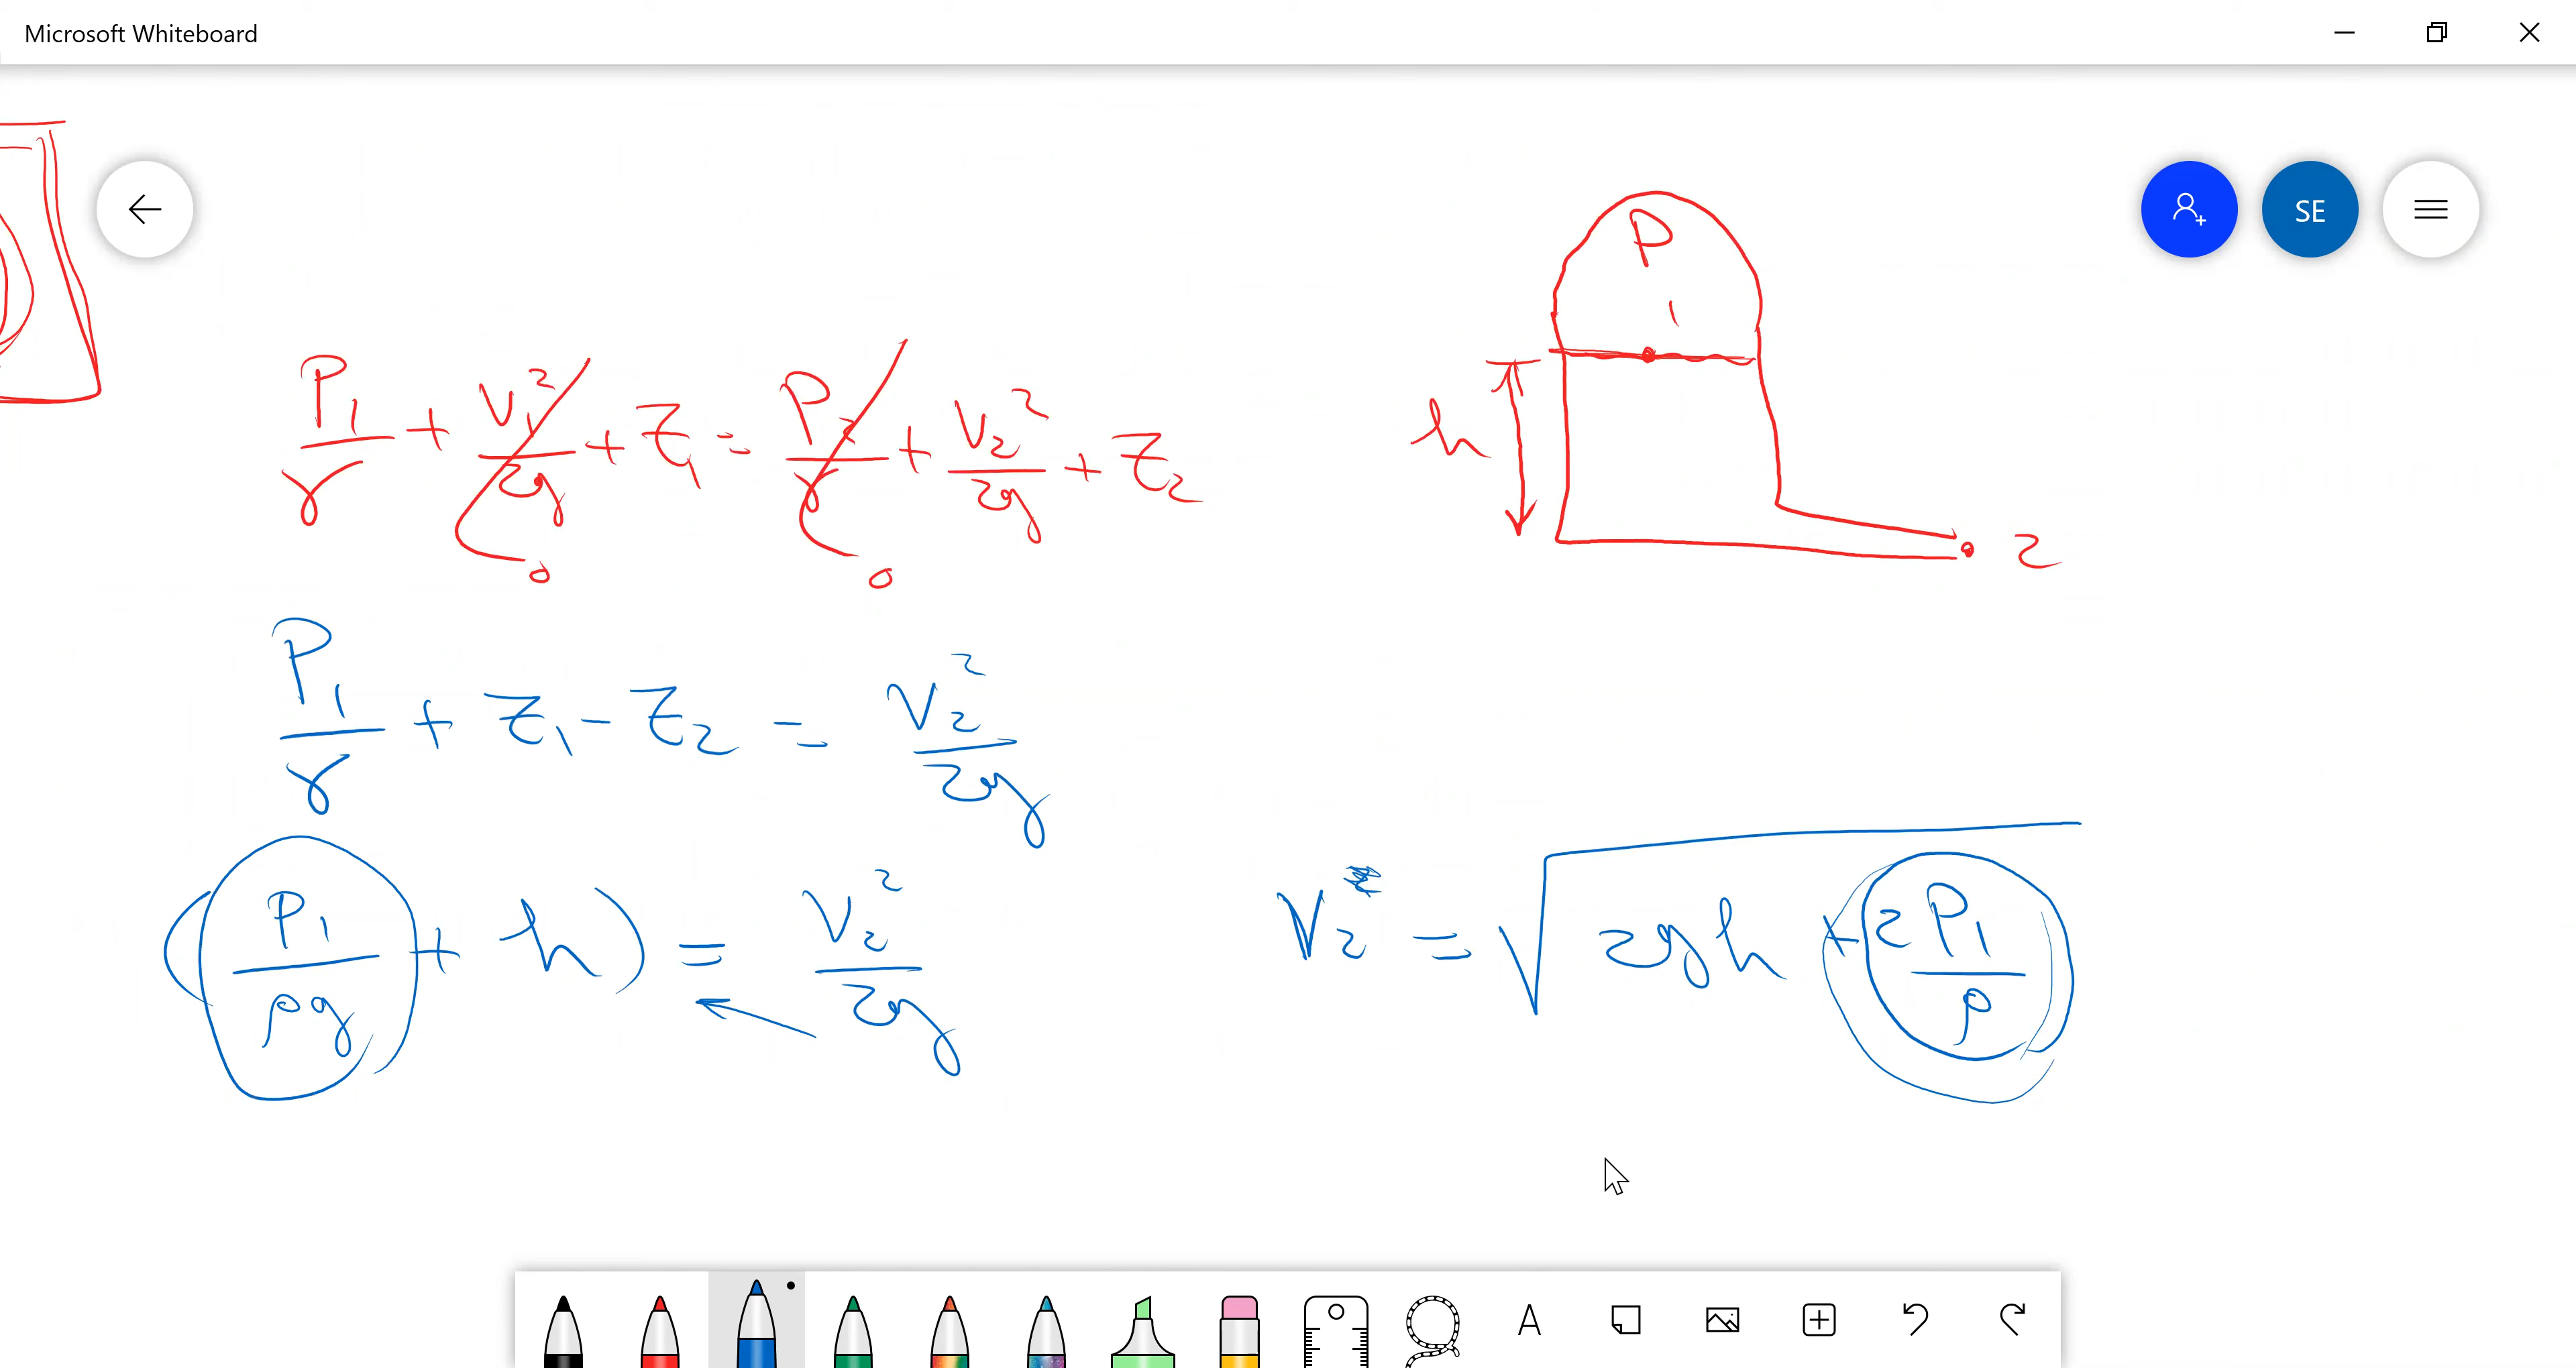 Microsoft Whiteboard
SE
P
1
h
2
P₁/γ + V₁²/2g + Z₁ = P₂/γ + V₂²/2g + Z₂
0 0
P₁/γ + Z₁ - Z₂ = V₂²/2g
(P₁/ρg + h) = V₂²/2g
V₂ = √(2gh + 2P₁/ρ)
A